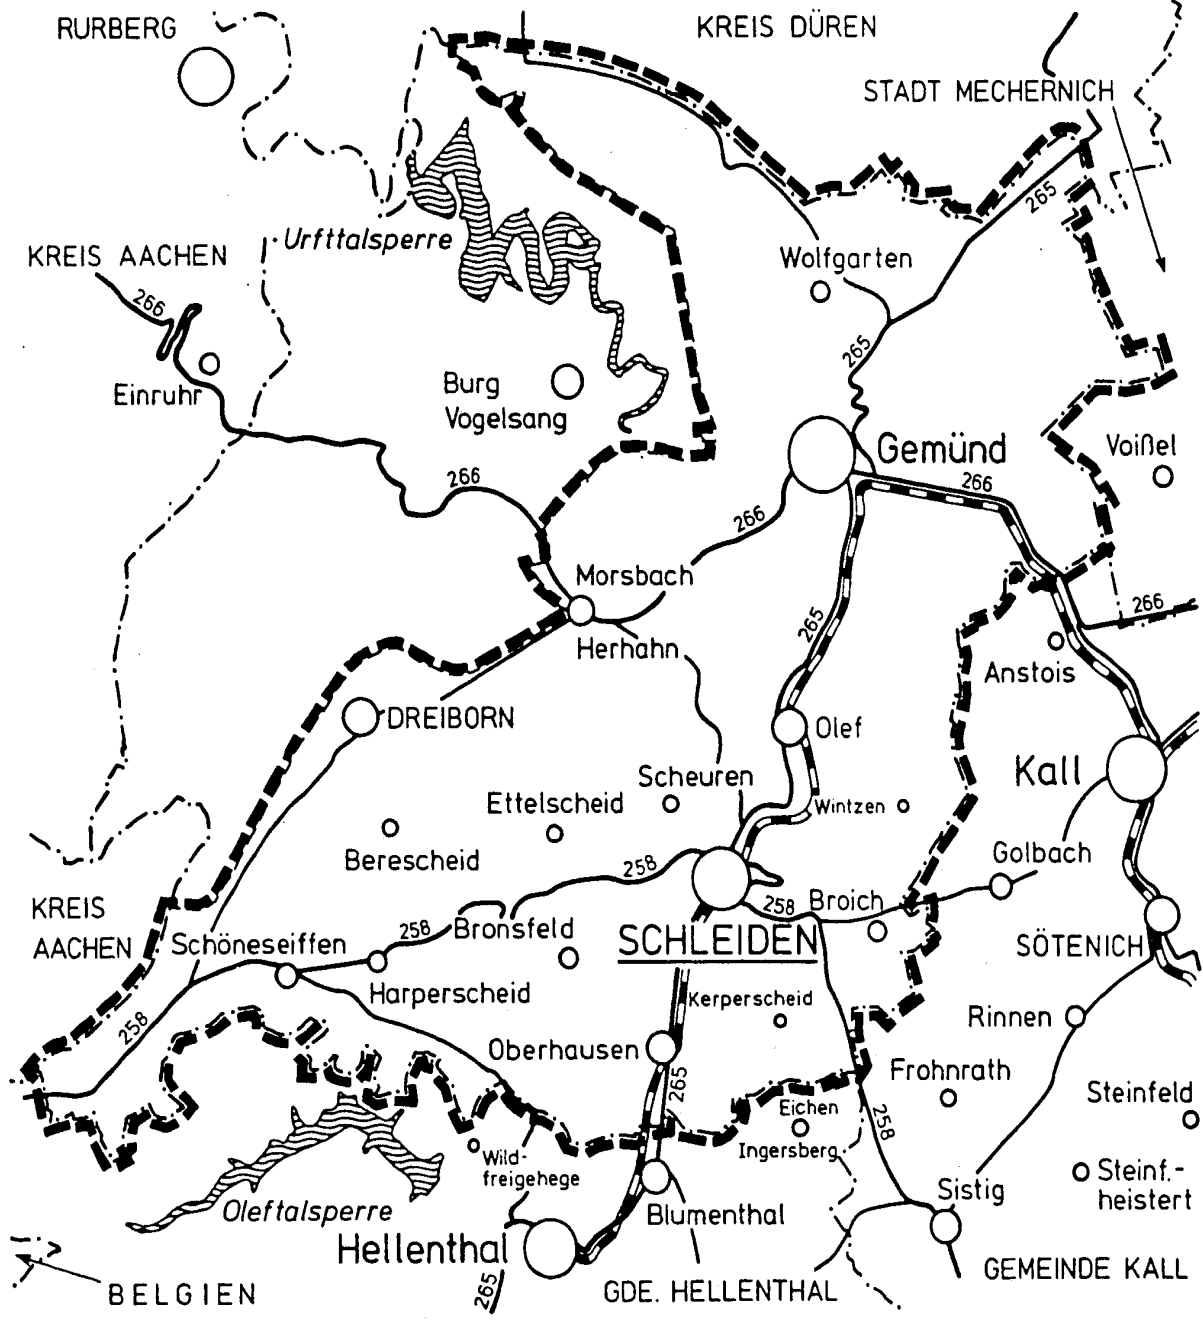 RURBERG
KREIS DÜREN
STADT MECHERNICH
265
Urfttalsperre
KREIS AACHEN
Wolfgarten
266
265
Einruhr
Burg
Vogelsang
Gemünd
Voißel
266
266
266
Morsbach
266
265
Herhahn
Anstois
DREIBORN
Olef
Kall
Scheuren
Ettelscheid
Wintzen
Berescheid
Golbach
258
KREIS
AACHEN
258
Broich
258
Bronsfeld
SCHLEIDEN
Schöneseiffen
SÖTENICH
Harperscheid
Kerperscheid
Rinnen
258
Oberhausen
Frohnrath
265
Steinfeld
Eichen
258
Ingersberg
Wild-
freigehege
Steinf.-
heistert
Sistig
Oleftalsperre
Blumenthal
Hellenthal
GEMEINDE KALL
265
GDE. HELLENTHAL
BELGIEN